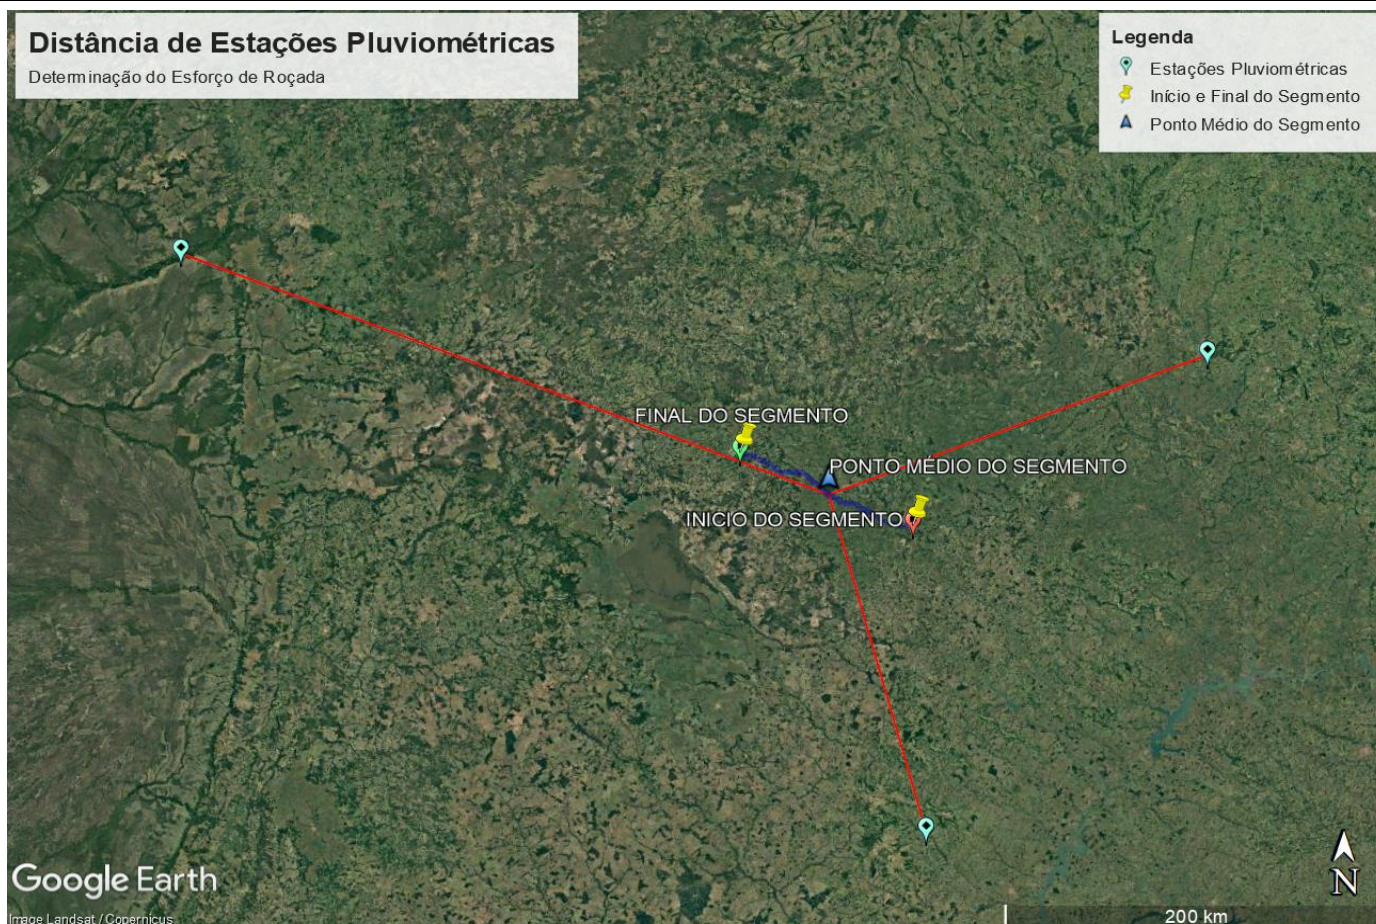 Distância de Estações Pluviométricas
Determinação do Esforço de Roçada
Legenda
Estações Pluviométricas
Início e Final do Segmento
Ponto Médio do Segmento
FINAL DO SEGMENTO
PONTO MÉDIO DO SEGMENTO
INICIO DO SEGMENTO
Google Earth
N
Image Landsat / Copernicus
200 km